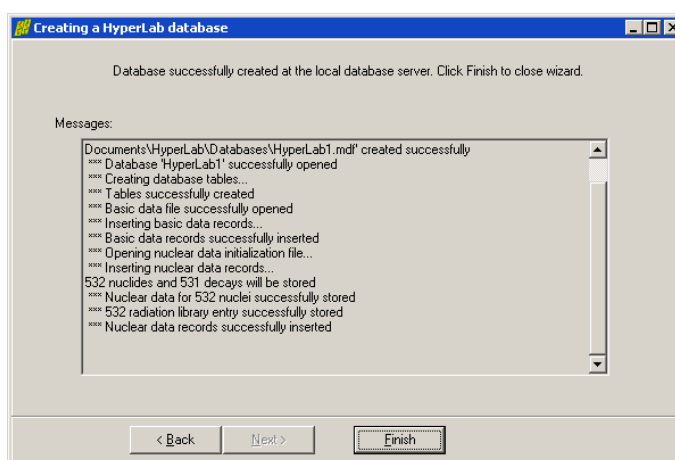 Creating a HyperLab database
Database successfully created at the local database server. Click Finish to close wizard.
Messages:
Documents\HyperLab\Databases\HyperLab1.mdf' created successfully
*** Database 'HyperLab1' successfully opened
*** Creating database tables...
*** Tables successfully created
*** Basic data file successfully opened
*** Inserting basic data records...
*** Basic data records successfully inserted
*** Opening nuclear data initialization file...
*** Inserting nuclear data records...
532 nuclides and 531 decays will be stored
*** Nuclear data for 532 nuclei successfully stored
*** 532 radiation library entry successfully stored
*** Nuclear data records successfully inserted
< Back Next > Finish